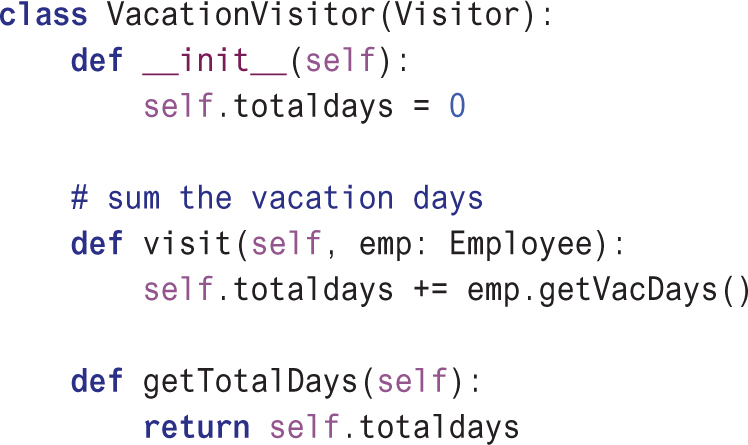 class VacationVisitor(Visitor):
    def __init__(self):
        self.totaldays = 0

    # sum the vacation days
    def visit(self, emp: Employee):
        self.totaldays += emp.getVacDays()

    def getTotalDays(self):
        return self.totaldays